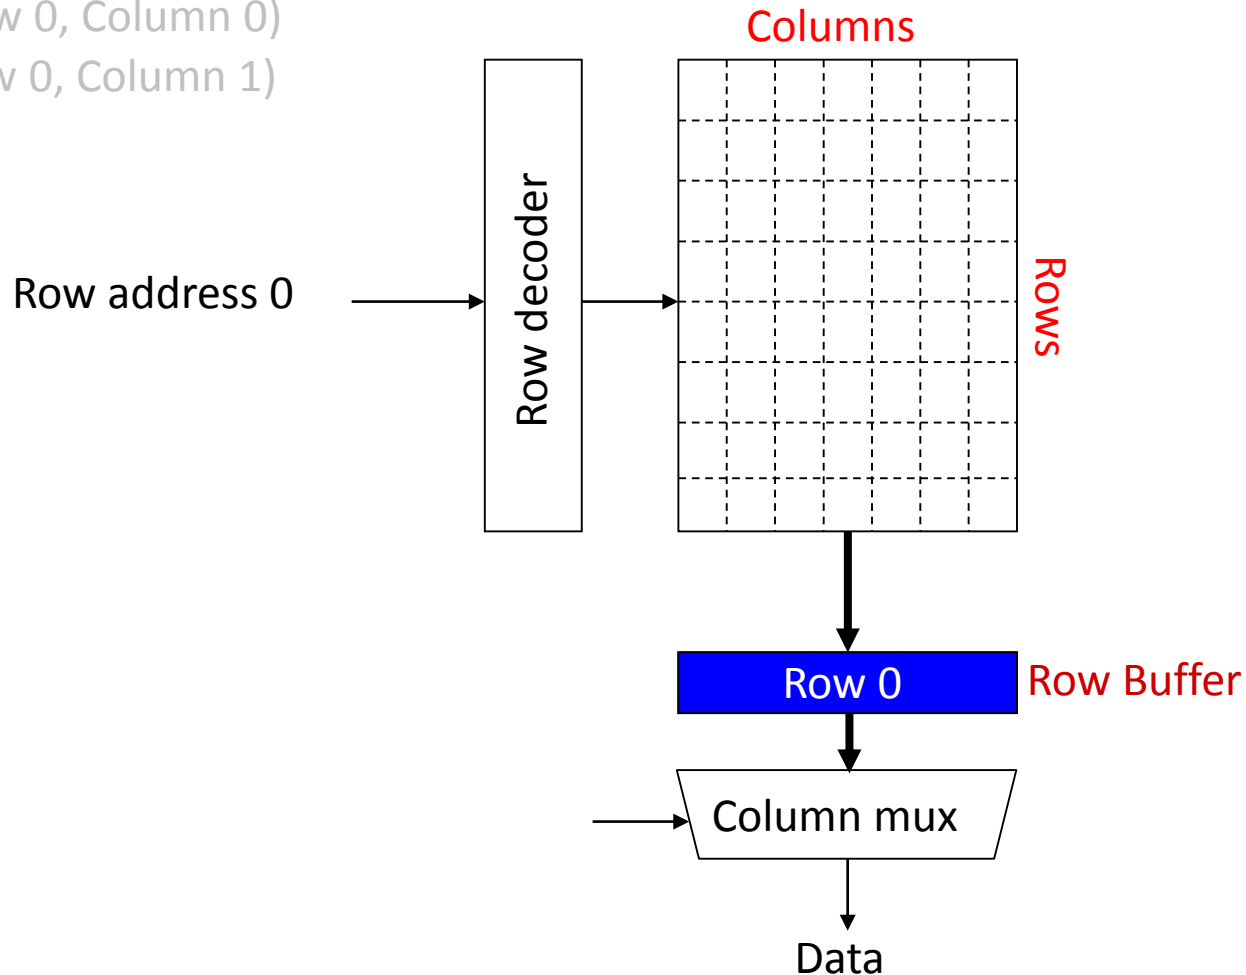 w 0, Column 0)
w 0, Column 1)
Columns
Row decoder
Row address 0
Rows
Row 0
Row Buffer
Column mux
Data